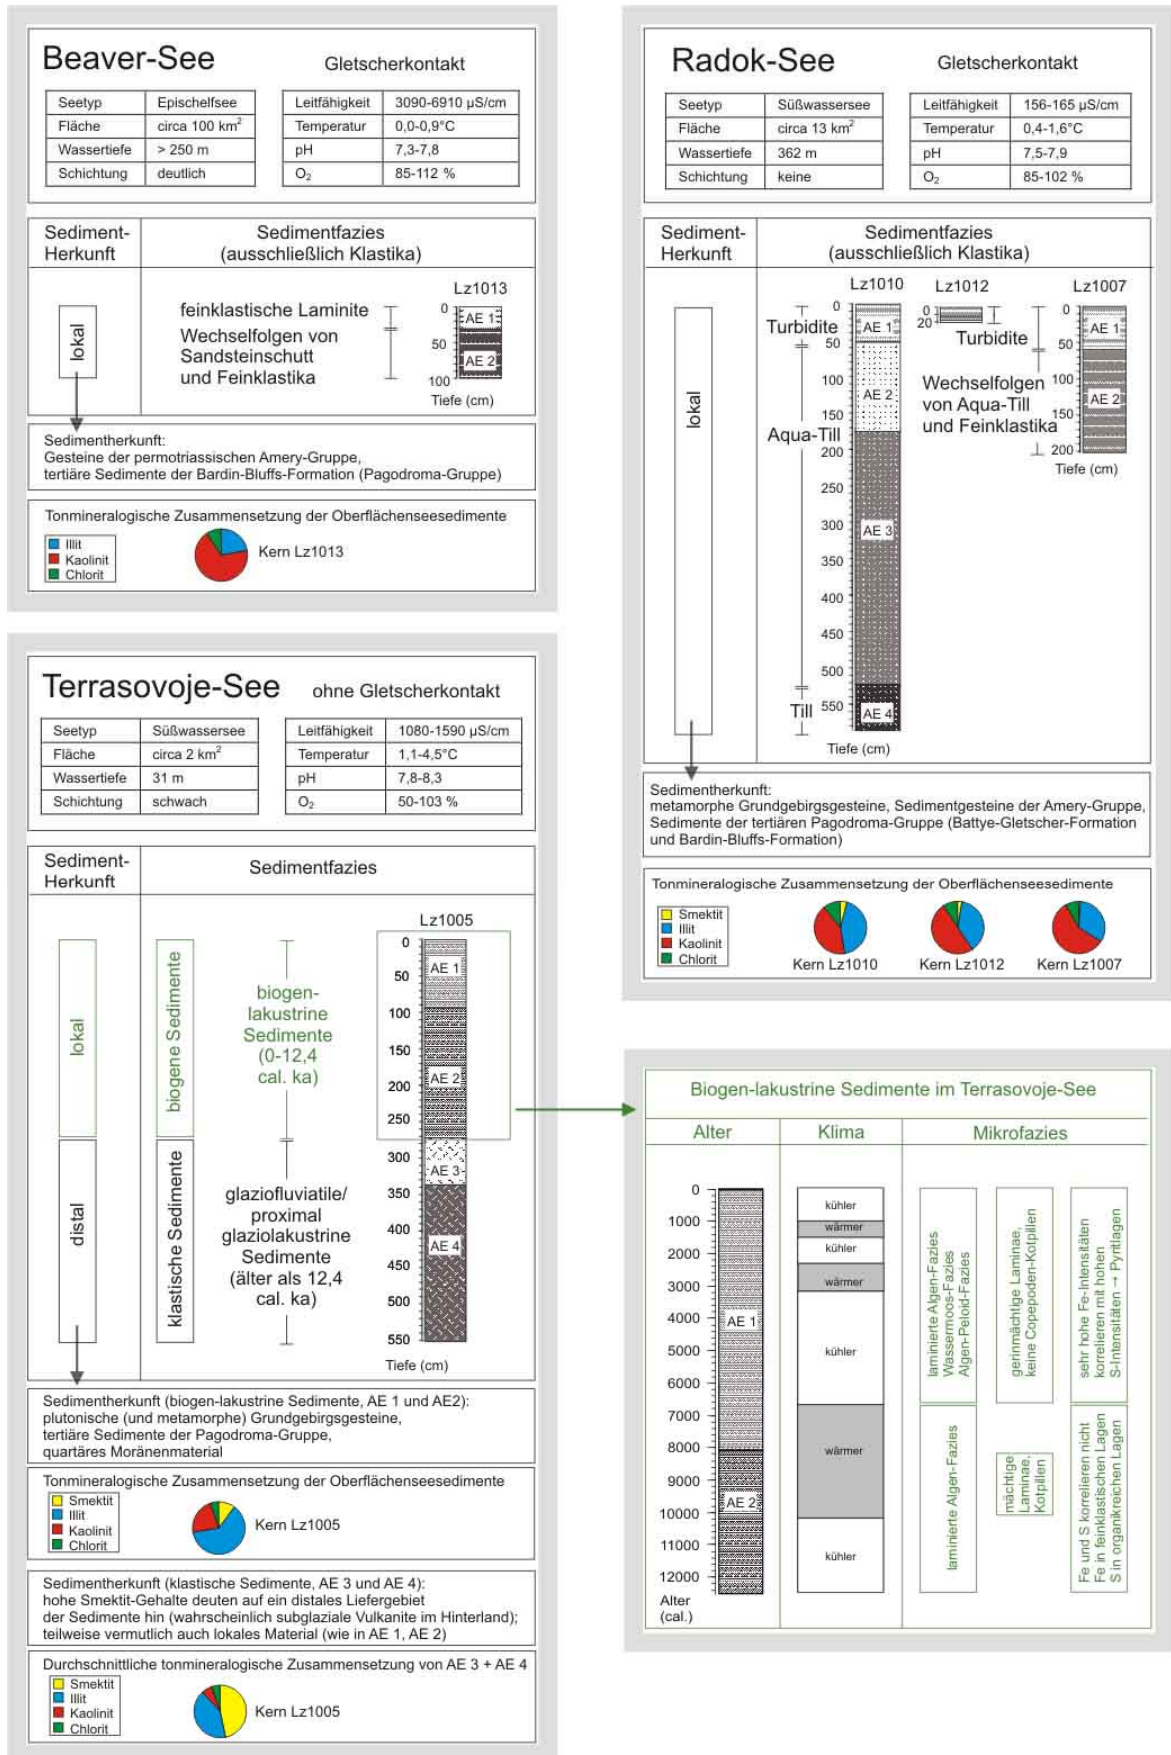 Beaver-See
Gletscherkontakt
Seetyp Epischelfsee
Fläche circa 100 km²
Wassertiefe > 250 m
Schichtung deutlich
Leitfähigkeit 3090-6910 µS/cm
Temperatur 0,0-0,9°C
pH 7,3-7,8
O₂ 85-112 %
Sediment-
Herkunft
Sedimentfazies
(ausschließlich Klastika)
Lz1013
lokal
feinklastische Laminite
Wechselfolgen von
Sandsteinschutt
und Feinklastika
0
50
100
AE 1
AE 2
Tiefe (cm)
Sedimentherkunft:
Gesteine der permotriassischen Amery-Gruppe,
tertiäre Sedimente der Bardin-Bluffs-Formation (Pagodroma-Gruppe)
Tonmineralogische Zusammensetzung der Oberflächenseesedimente
Illit
Kaolinit
Chlorit
Kern Lz1013
Radok-See
Gletscherkontakt
Seetyp Süßwassersee
Fläche circa 13 km²
Wassertiefe 362 m
Schichtung keine
Leitfähigkeit 156-165 µS/cm
Temperatur 0,4-1,6°C
pH 7,5-7,9
O₂ 85-102 %
Sediment-
Herkunft
Sedimentfazies
(ausschließlich Klastika)
Lz1010
Lz1012
Lz1007
lokal
Turbidite
Aqua-Till
Till
0
50
100
150
200
250
300
350
400
450
500
550
AE 1
AE 2
AE 3
AE 4
Tiefe (cm)
0
20
Turbidite
Wechselfolgen
von Aqua-Till
und Feinklastika
0
50
100
150
200
AE 1
AE 2
Tiefe (cm)
Sedimentherkunft:
metamorphe Grundgebirgsgesteine, Sedimentgesteine der Amery-Gruppe,
Sedimente der tertiären Pagodroma-Gruppe (Battye-Gletscher-Formation
und Bardin-Bluffs-Formation)
Tonmineralogische Zusammensetzung der Oberflächenseesedimente
Smektit
Illit
Kaolinit
Chlorit
Kern Lz1010
Kern Lz1012
Kern Lz1007
Terrasovoje-See
ohne Gletscherkontakt
Seetyp Süßwassersee
Fläche circa 2 km²
Wassertiefe 31 m
Schichtung schwach
Leitfähigkeit 1080-1590 µS/cm
Temperatur 1,1-4,5°C
pH 7,8-8,3
O₂ 50-103 %
Sediment-
Herkunft
Sedimentfazies
Lz1005
lokal
distal
biogene Sedimente
klastische Sedimente
biogen-
lakustrine
Sedimente
(0-12,4
cal. ka)
glaziofluviatile/
proximal
glaziolakustrine
Sedimente
(älter als 12,4
cal. ka)
0
50
100
150
200
250
300
350
400
450
500
550
AE 1
AE 2
AE 3
AE 4
Tiefe (cm)
Sedimentherkunft (biogen-lakustrine Sedimente, AE 1 und AE2):
plutonische (und metamorphe) Grundgebirgsgesteine,
tertiäre Sedimente der Pagodroma-Gruppe,
quartäres Moränenmaterial
Tonmineralogische Zusammensetzung der Oberflächenseesedimente
Smektit
Illit
Kaolinit
Chlorit
Kern Lz1005
Sedimentherkunft (klastische Sedimente, AE 3 und AE 4):
hohe Smektit-Gehalte deuten auf ein distales Liefergebiet
der Sedimente hin (wahrscheinlich subglaziale Vulkanite im Hinterland);
teilweise vermutlich auch lokales Material (wie in AE 1, AE 2)
Durchschnittliche tonmineralogische Zusammensetzung von AE 3 + AE 4
Smektit
Illit
Kaolinit
Chlorit
Kern Lz1005
Biogen-lakustrine Sedimente im Terrasovoje-See
Alter
Klima
Mikrofazies
0
1000
2000
3000
4000
5000
6000
7000
8000
9000
10000
11000
12000
Alter
(cal.)
AE 1
AE 2
kühler
wärmer
kühler
wärmer
kühler
wärmer
kühler
laminierte Algen-Fazies
Wassermoos-Fazies
Algen-Peloid-Fazies
gerinmächtige Laminae,
keine Copepoden-Kotpillen
sehr hohe Fe-Intensitäten
korrelieren mit hohen
S-Intensitäten → Pyritlagen
laminierte Algen-Fazies
mächtige
Laminae,
Kotpillen
Fe und S korrelieren nicht
Fe in feinklastischen Lagen
S in organikreichen Lagen